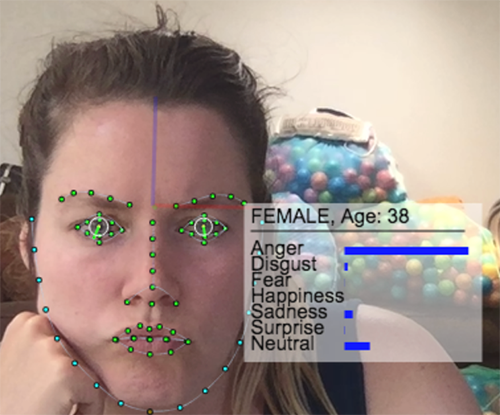 FEMALE, Age: 38
Anger
Disgust
Fear
Happiness
Sadness
Surprise
Neutral